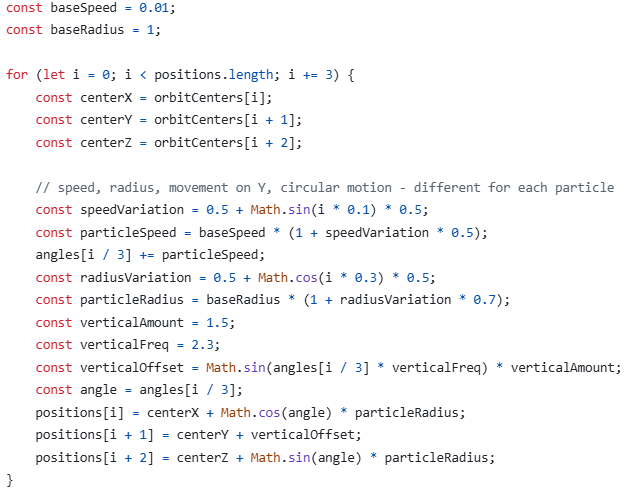 const baseSpeed = 0.01;
const baseRadius = 1;

for (let i = 0; i < positions.length; i += 3) {
    const centerX = orbitCenters[i];
    const centerY = orbitCenters[i + 1];
    const centerZ = orbitCenters[i + 2];

    // speed, radius, movement on Y, circular motion - different for each particle
    const speedVariation = 0.5 + Math.sin(i * 0.1) * 0.5;
    const particleSpeed = baseSpeed * (1 + speedVariation * 0.5);
    angles[i / 3] += particleSpeed;
    const radiusVariation = 0.5 + Math.cos(i * 0.3) * 0.5;
    const particleRadius = baseRadius * (1 + radiusVariation * 0.7);
    const verticalAmount = 1.5;
    const verticalFreq = 2.3;
    const verticalOffset = Math.sin(angles[i / 3] * verticalFreq) * verticalAmount;
    const angle = angles[i / 3];
    positions[i] = centerX + Math.cos(angle) * particleRadius;
    positions[i + 1] = centerY + verticalOffset;
    positions[i + 2] = centerZ + Math.sin(angle) * particleRadius;
}